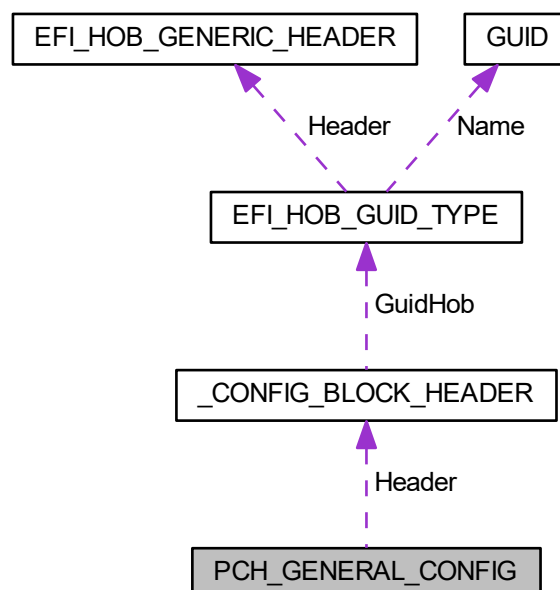 EFI_HOB_GENERIC_HEADER
GUID
Header
Name
EFI_HOB_GUID_TYPE
GuidHob
_CONFIG_BLOCK_HEADER
Header
PCH_GENERAL_CONFIG